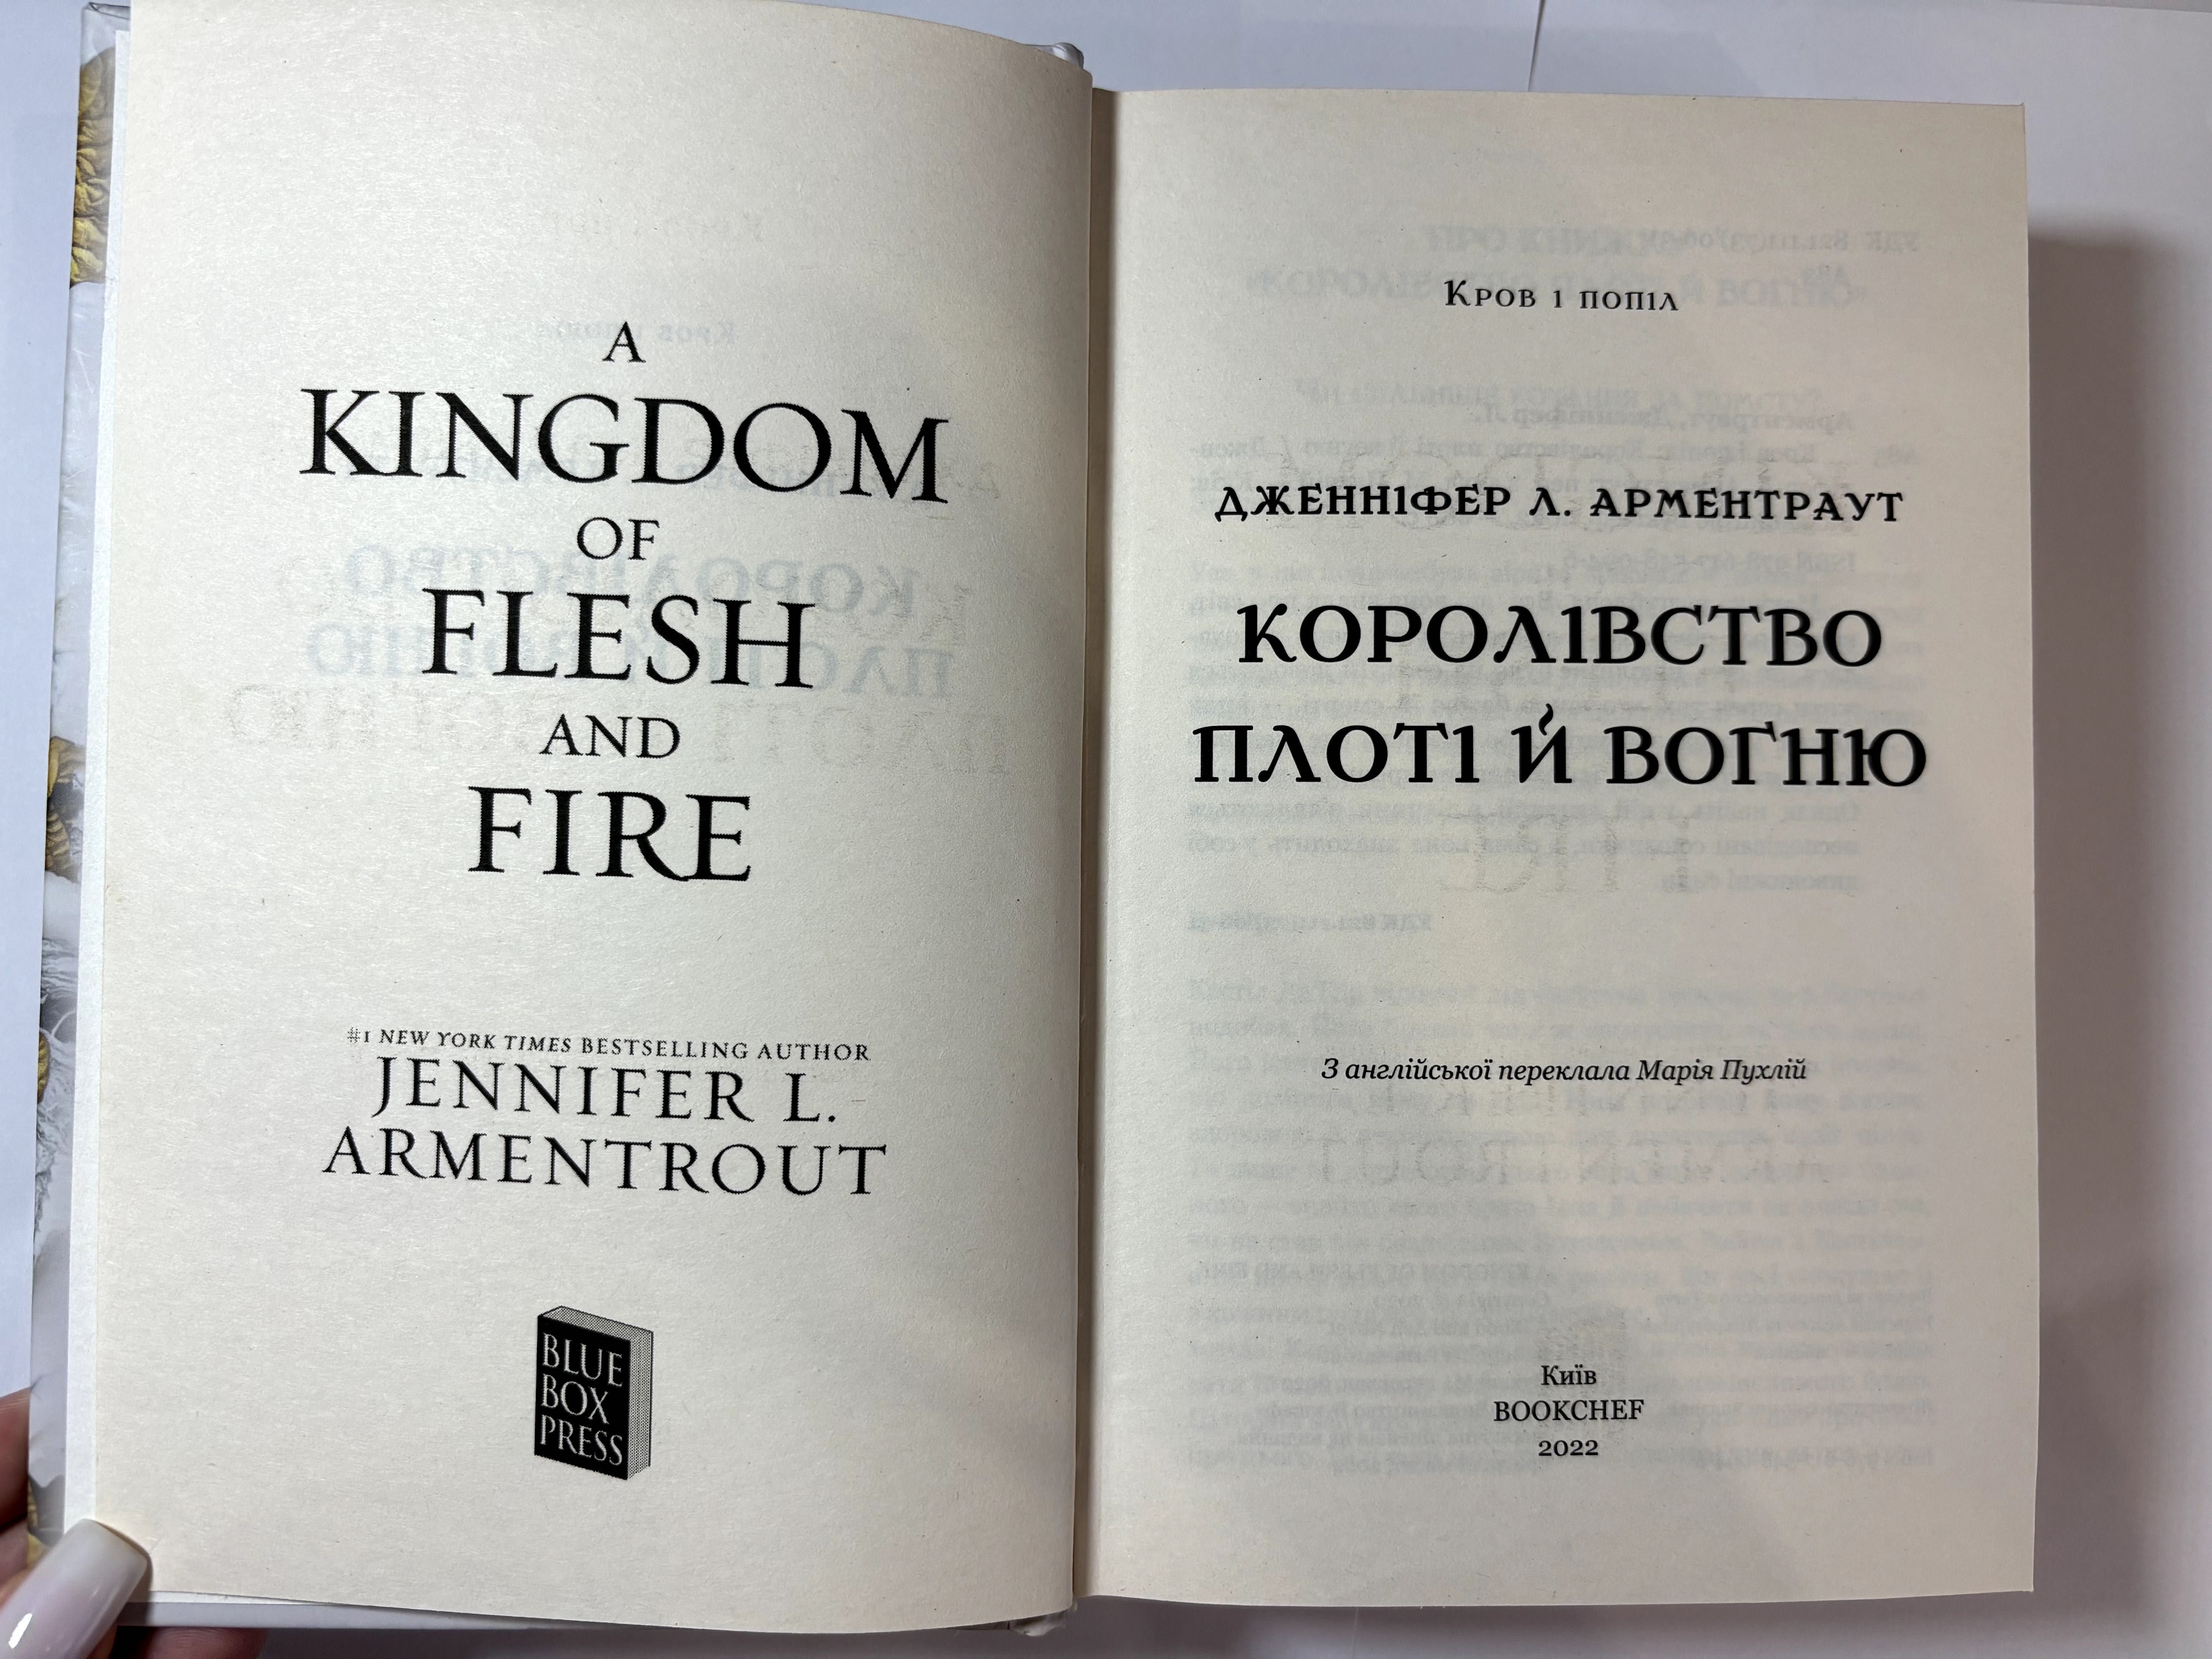 A
KINGDOM
OF
FLESH
AND
FIRE
#1 NEW YORK TIMES BESTSELLING AUTHOR
JENNIFER L.
ARMENTROUT
BLUE
BOX
PRESS
Кров і попіл
ДЖЕННІФЕР Л. АРМЕНТРАУТ
КОРОЛІВСТВО
ПЛОТІ Й ВОГНЮ
З англійської переклала Марія Пухлій
Київ
BOOKCHEF
2022